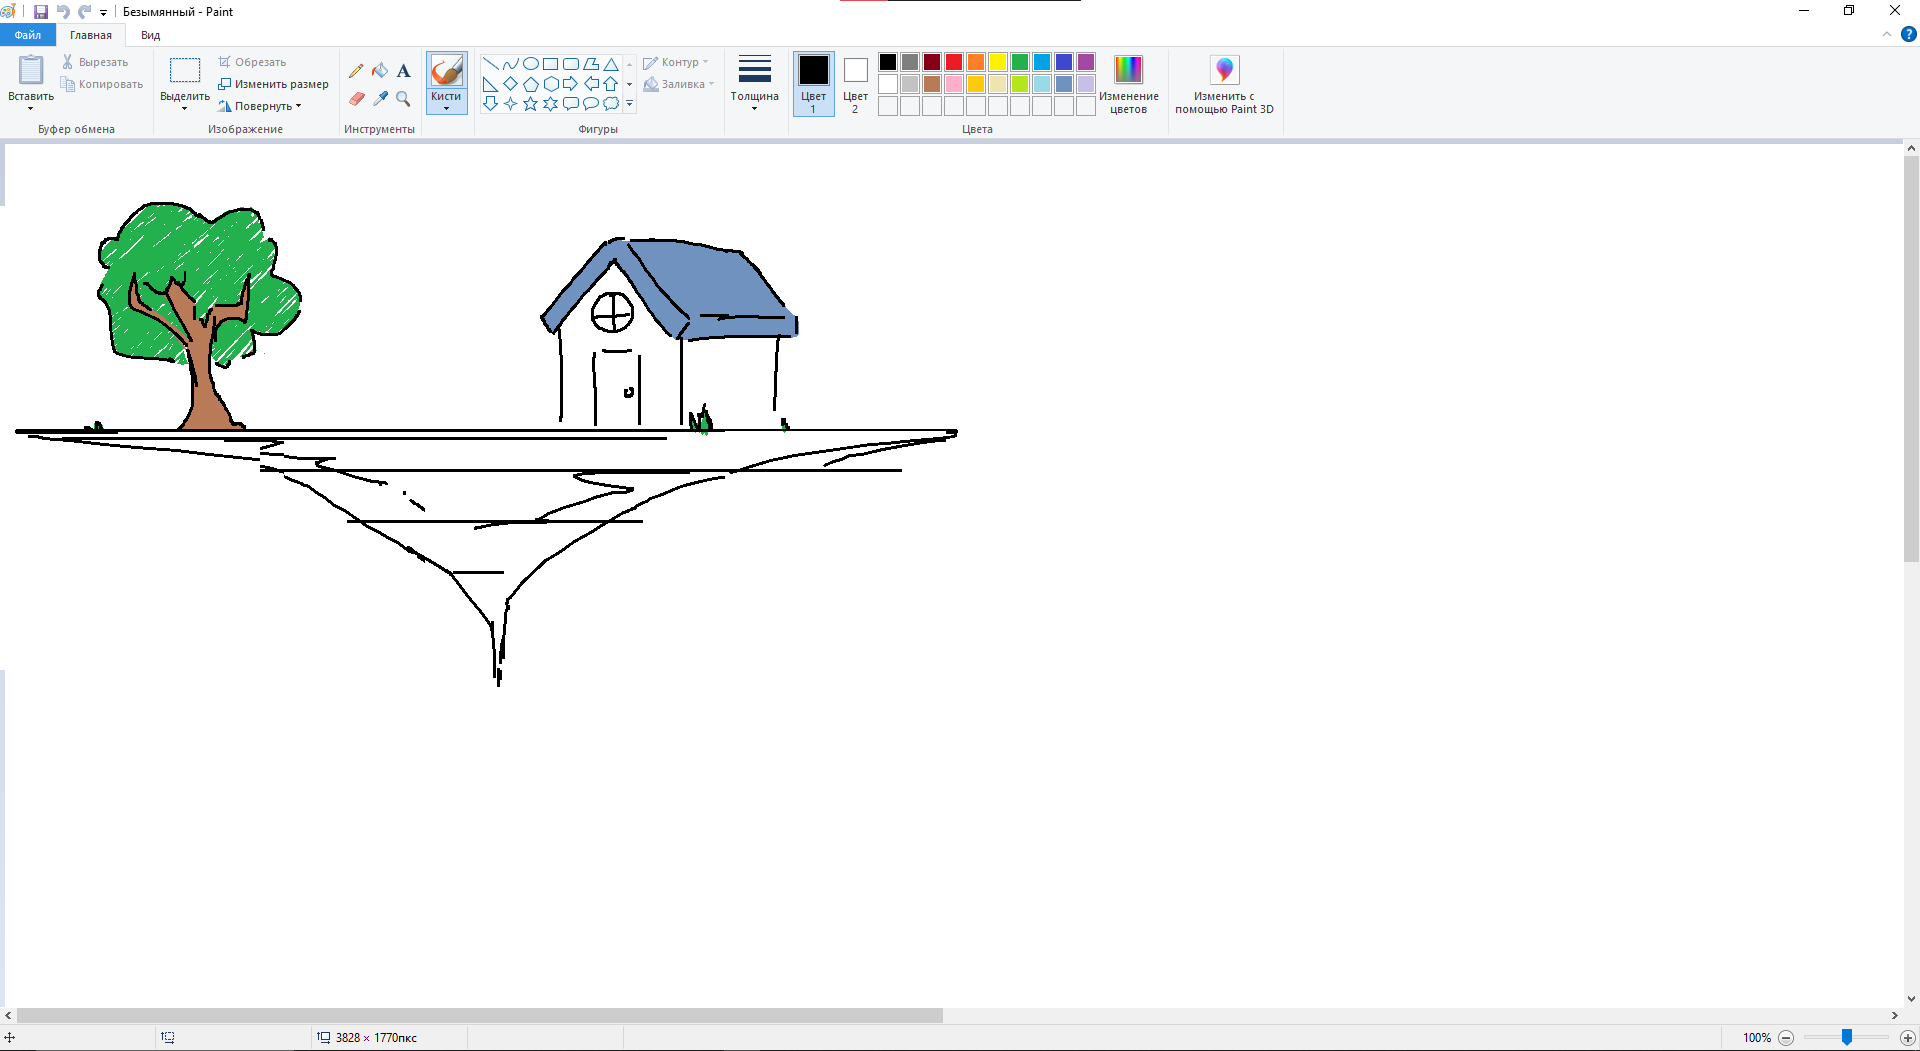 Безымянный - Paint
Файл Главная Вид
Вставить
Вырезать
Копировать
Буфер обмена
Выделить
Обрезать
Изменить размер
Повернуть
Изображение
A
Инструменты
Кисти
Контур
Заливка
Фигуры
Толщина
Цвет
1
Цвет
2
Изменение
цветов
Цвета
Изменить с
помощью Paint 3D
?
3828 × 1770пкс
100%